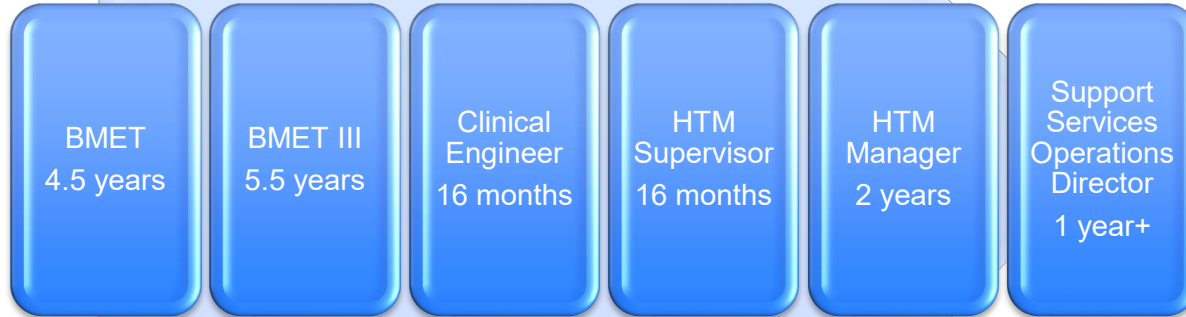 BMET
4.5 years
BMET III
5.5 years
Clinical
Engineer
16 months
HTM
Supervisor
16 months
HTM
Manager
2 years
Support
Services
Operations
Director
1 year+